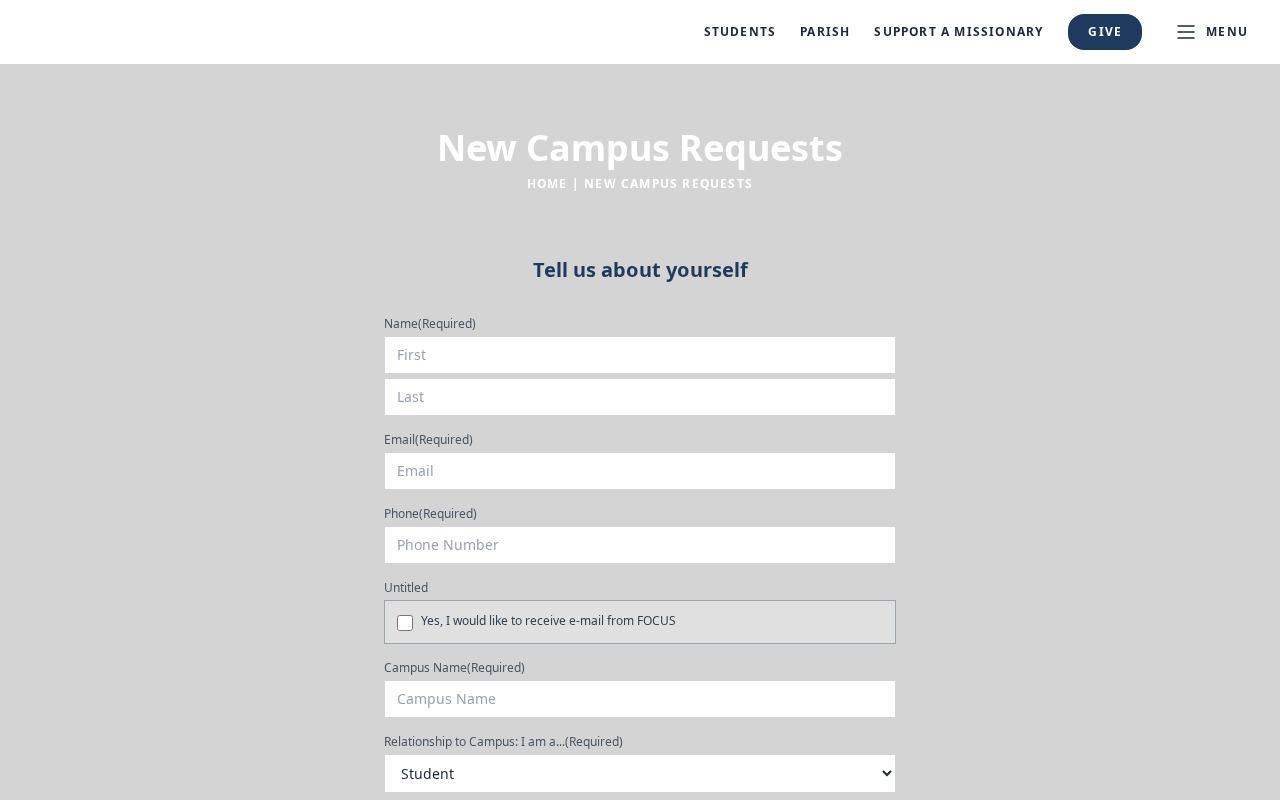 STUDENTS PARISH SUPPORT A MISSIONARY GIVE MENU
New Campus Requests
HOME | NEW CAMPUS REQUESTS
Tell us about yourself
Name(Required)
First
Last
Email(Required)
Email
Phone(Required)
Phone Number
Untitled
Yes, I would like to receive e-mail from FOCUS
Campus Name(Required)
Campus Name
Relationship to Campus: I am a...(Required)
Student